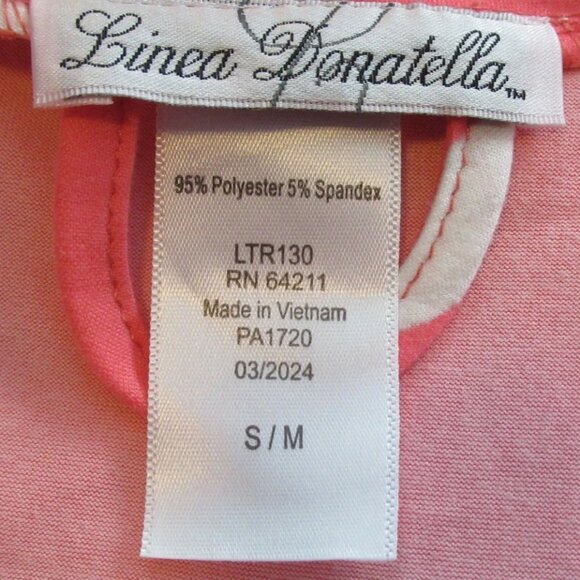 Linea Donatella™
95% Polyester 5% Spandex
LTR130
RN 64211
Made in Vietnam
PA1720
03/2024
S / M